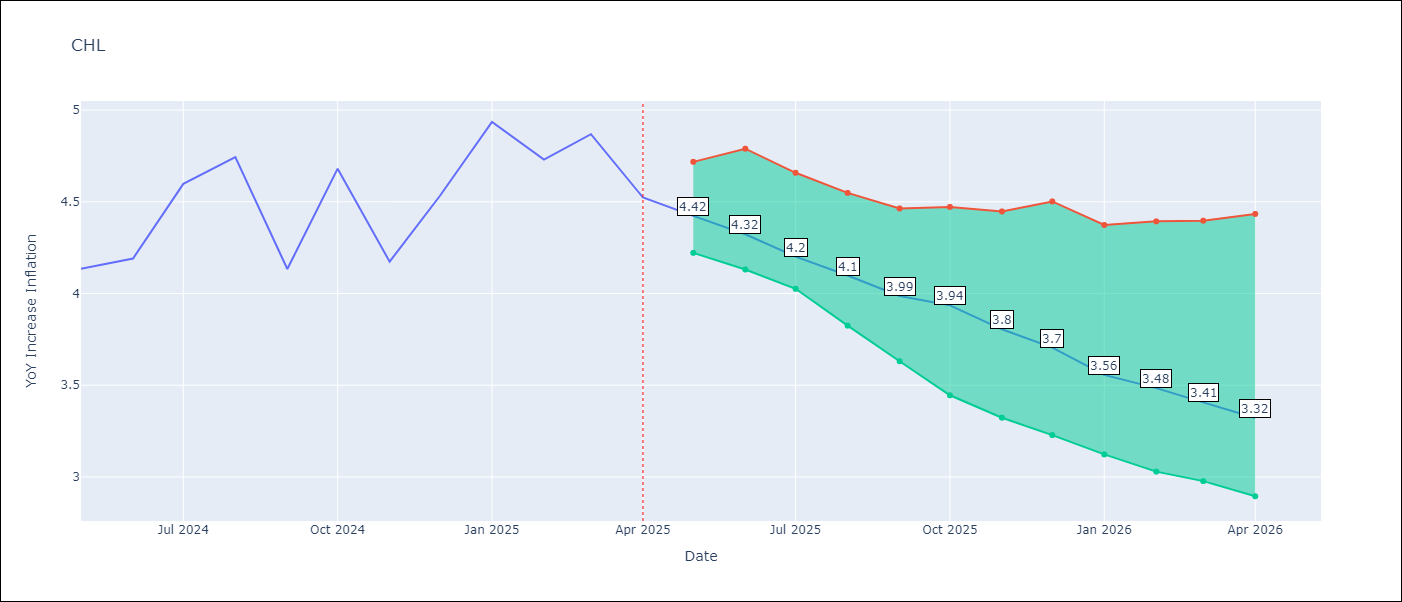 CHL
YoY Increase Inflation
5
4.5
4
3.5
3
4.42
4.32
4.2
4.1
3.99
3.94
3.8
3.7
3.56
3.48
3.41
3.32
Jul 2024
Oct 2024
Jan 2025
Apr 2025
Jul 2025
Oct 2025
Jan 2026
Apr 2026
Date